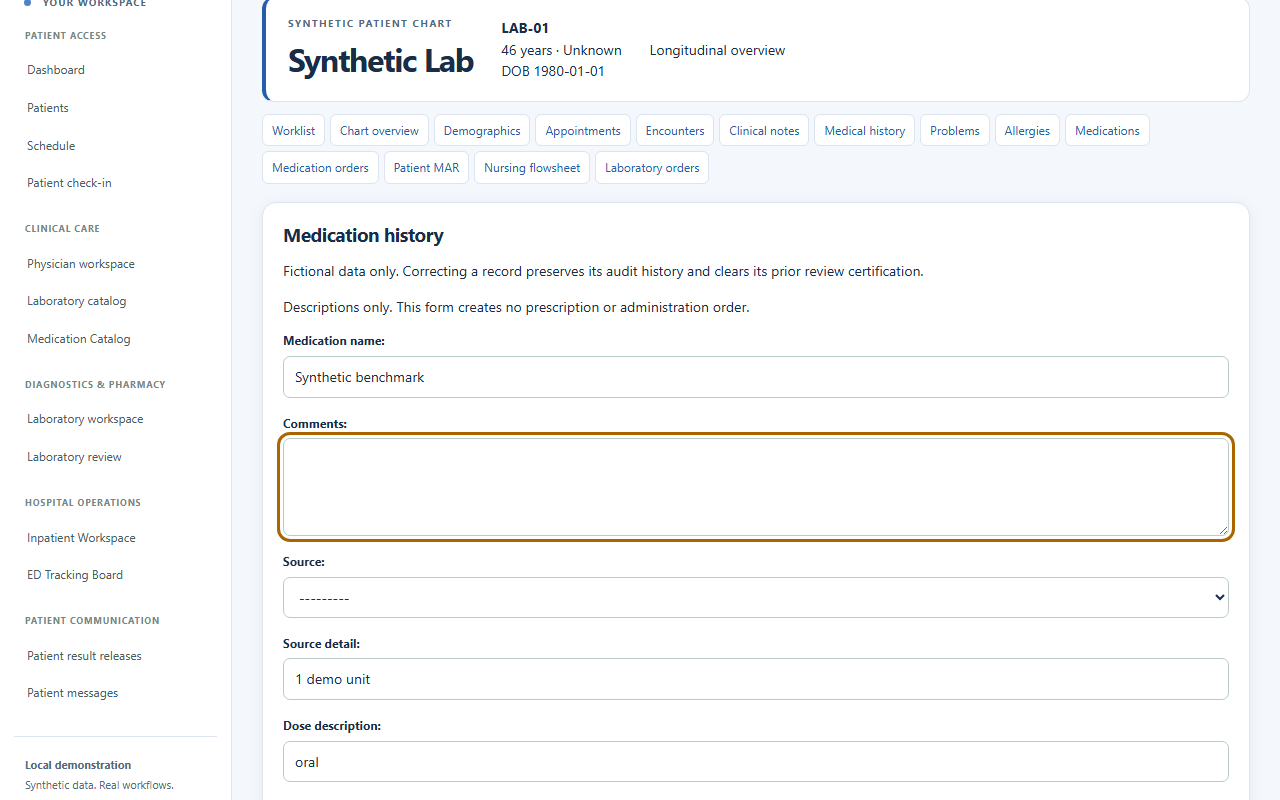 YOUR WORKSPACE
PATIENT ACCESS
Dashboard
Patients
Schedule
Patient check-in
CLINICAL CARE
Physician workspace
Laboratory catalog
Medication Catalog
DIAGNOSTICS & PHARMACY
Laboratory workspace
Laboratory review
HOSPITAL OPERATIONS
Inpatient Workspace
ED Tracking Board
PATIENT COMMUNICATION
Patient result releases
Patient messages
Local demonstration
Synthetic data. Real workflows.
SYNTHETIC PATIENT CHART
Synthetic Lab
LAB-01
46 years · Unknown
DOB 1980-01-01
Longitudinal overview
Worklist Chart overview Demographics Appointments Encounters Clinical notes Medical history Problems Allergies Medications
Medication orders Patient MAR Nursing flowsheet Laboratory orders
Medication history
Fictional data only. Correcting a record preserves its audit history and clears its prior review certification.
Descriptions only. This form creates no prescription or administration order.
Medication name:
Synthetic benchmark
Comments:
Source:
---------
Source detail:
1 demo unit
Dose description:
oral